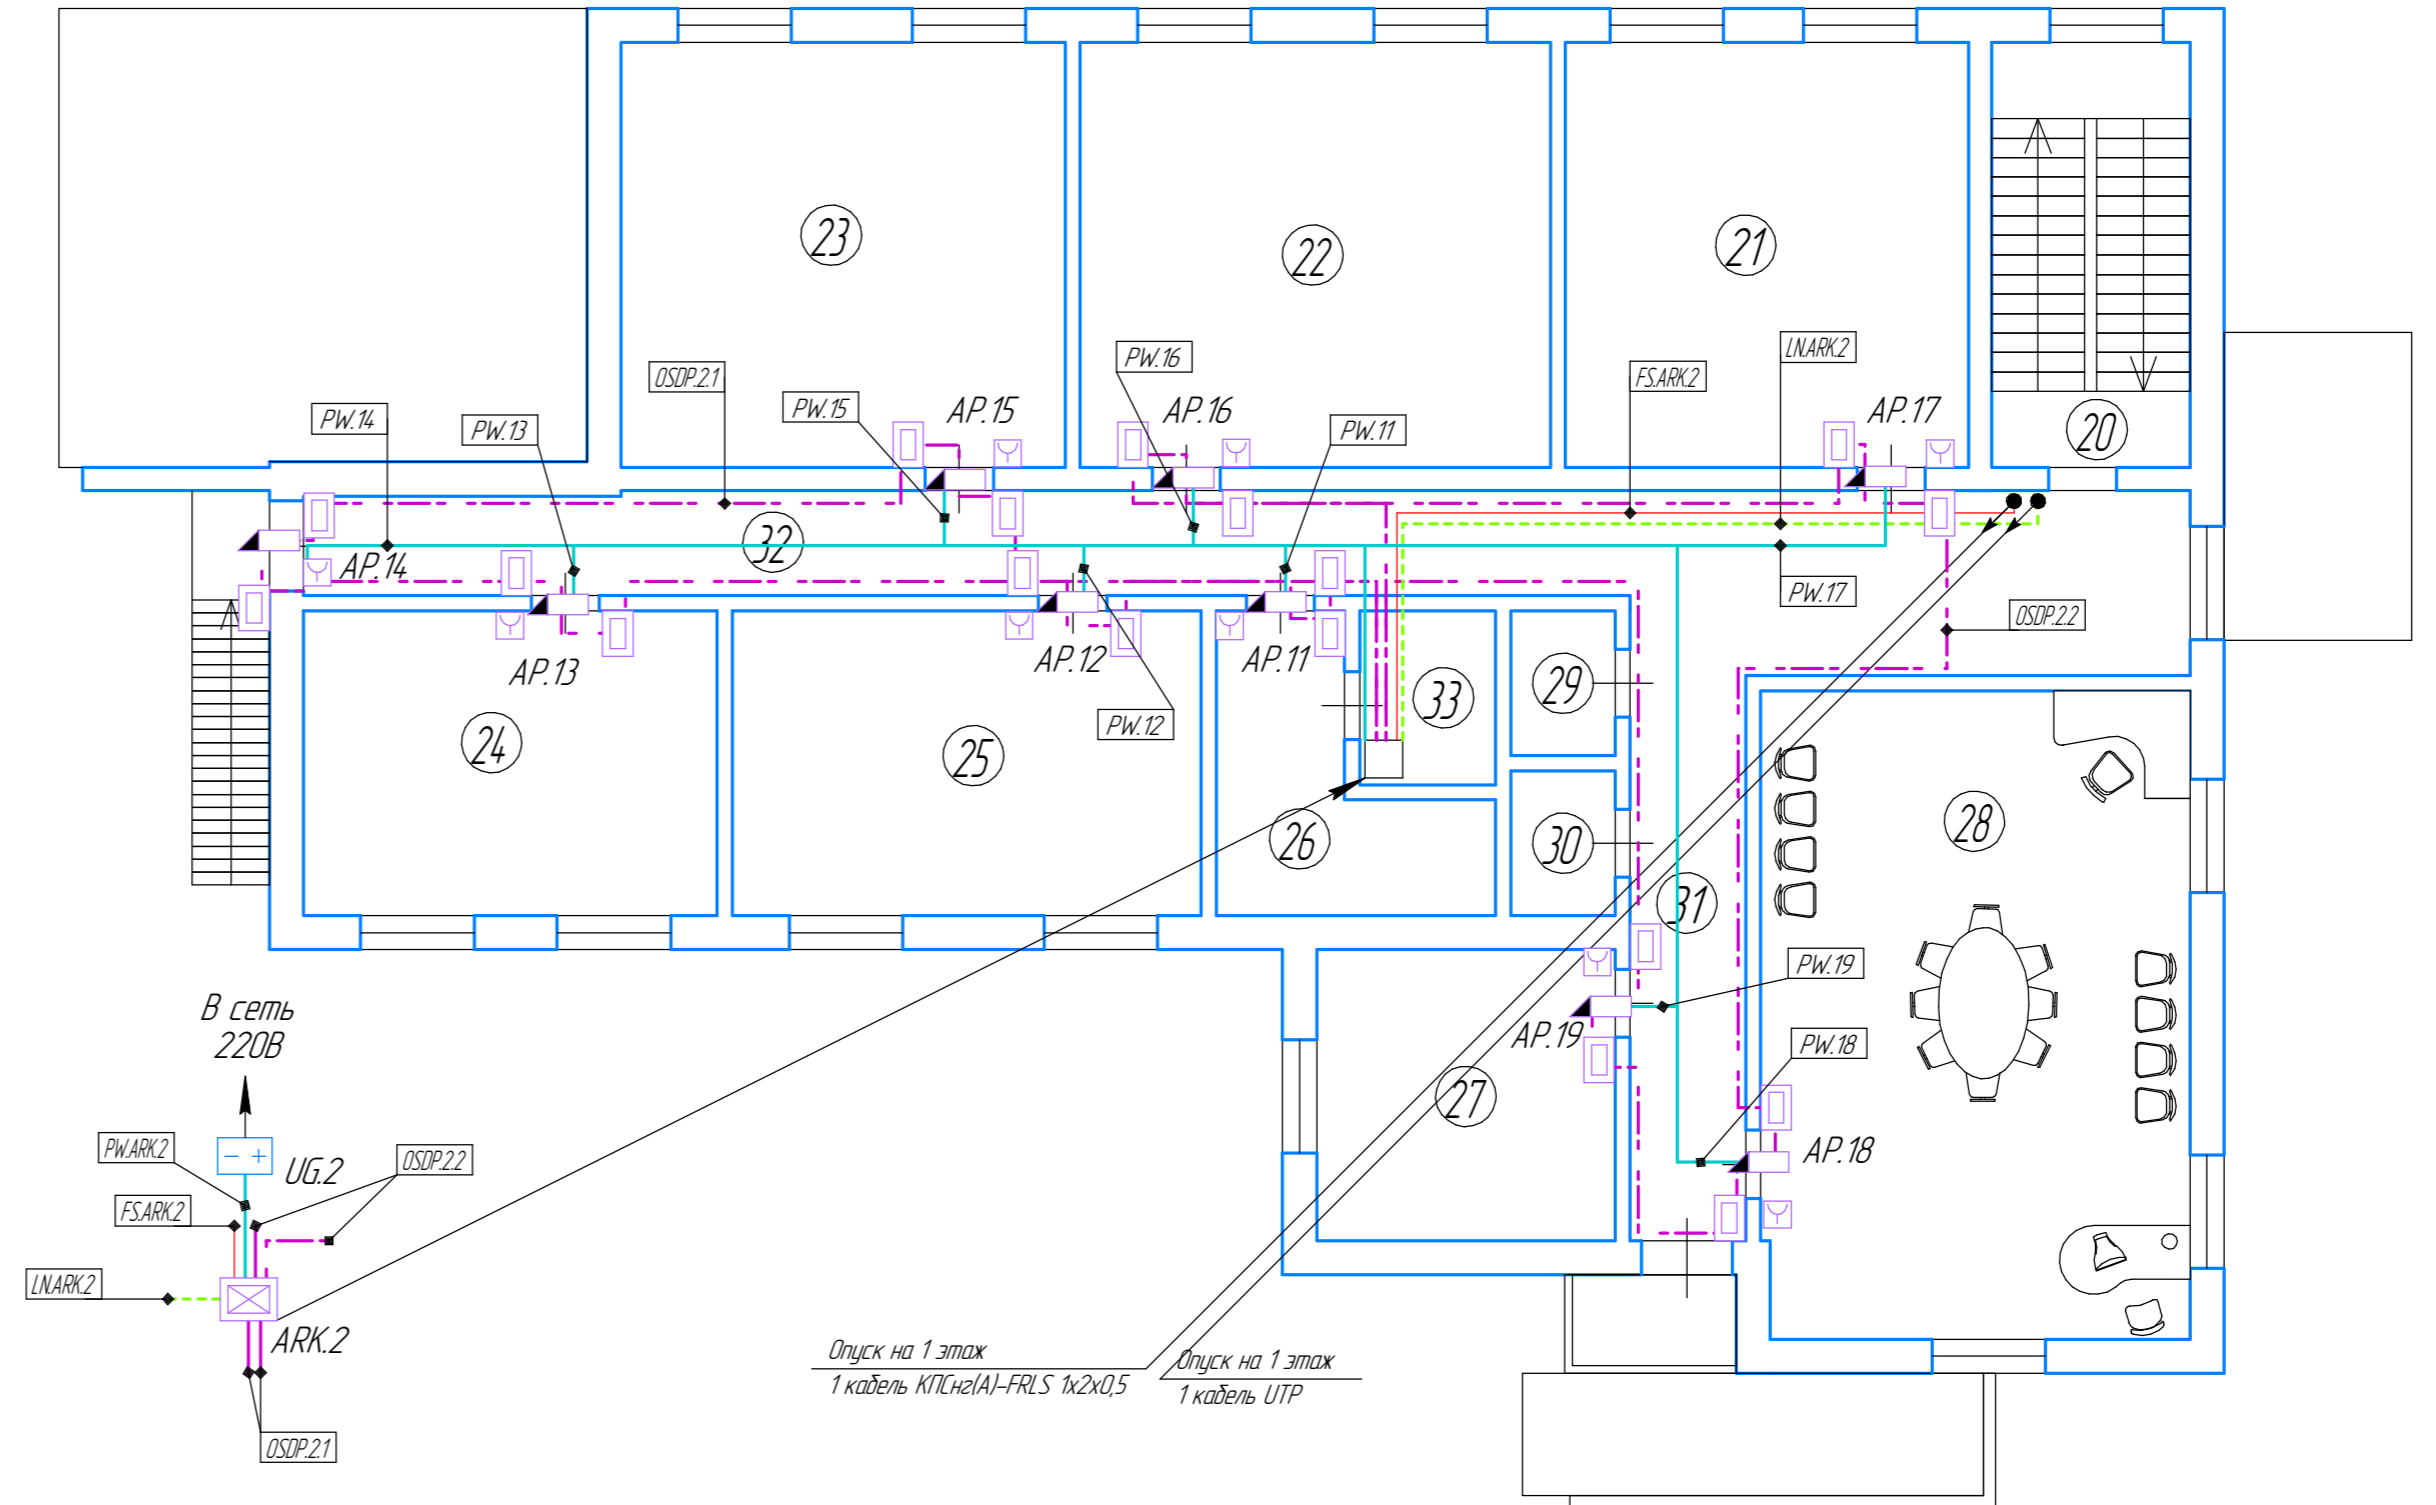 23
22
21
LN.ARK.2
PW.16
FS.ARK.2
OSDP.2.1
PW.15
AP.15
AP.16
AP.17
PW.14
PW.13
PW.11
20
32
AP.14
PW.17
OSDP.2.2
AP.13
AP.12
AP.11
29
33
PW.12
24
25
28
26
30
31
PW.19
В сеть
220В
AP.19
PW.18
27
PW.ARK.2
UG.2
OSDP.2.2
AP.18
FS.ARK.2
LN.ARK.2
ARK.2
Опуск на 1 этаж
1 кабель КПСнг(А)-FRLS 1х2х0,5
Опуск на 1 этаж
1 кабель UTP
OSDP.2.1